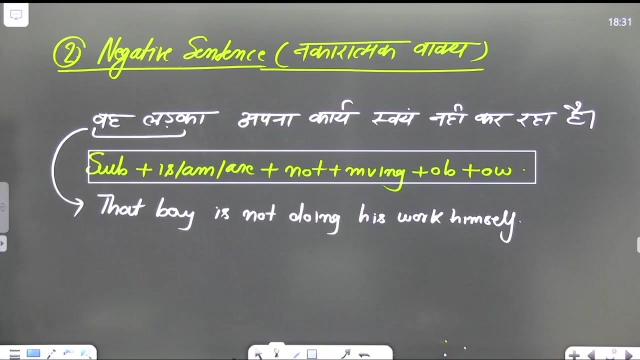 18:31
② Negative Sentence (नकारात्मक वाक्य)
वह लड़का अपना कार्य स्वयं नहीं कर रहा है।
Sub + is/am/are + not + mving + ob + ow.
That boy is not doing his work himself.